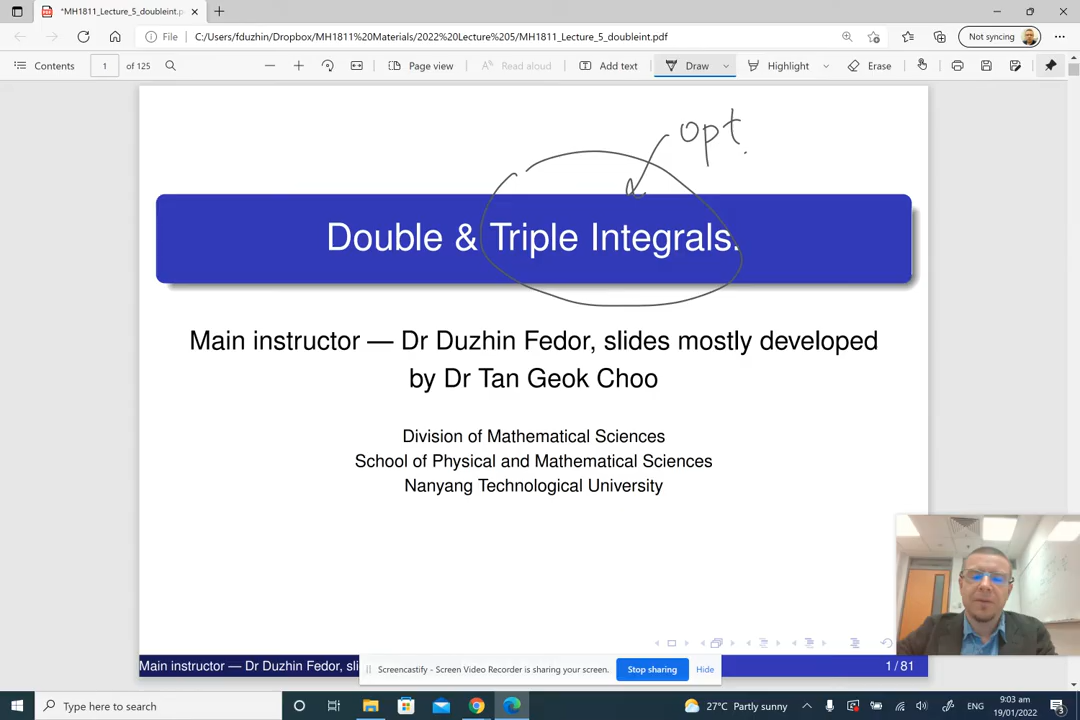 *MH1811_Lecture_5_doubleint.p
File C:/Users/fduzhin/Dropbox/MH1811%20Materials/2022%20Lecture%205/MH1811_Lecture_5_doubleint.pdf
Not syncing
Contents 1 of 125 Page view Read aloud Add text Draw Highlight Erase
opt.
Double & Triple Integrals.
Main instructor — Dr Duzhin Fedor, slides mostly developed
by Dr Tan Geok Choo
Division of Mathematical Sciences
School of Physical and Mathematical Sciences
Nanyang Technological University
Main instructor — Dr Duzhin Fedor, sli
1 / 81
Screencastify - Screen Video Recorder is sharing your screen. Stop sharing Hide
Type here to search
27°C Partly sunny
ENG
9:03 am
19/01/2022
3